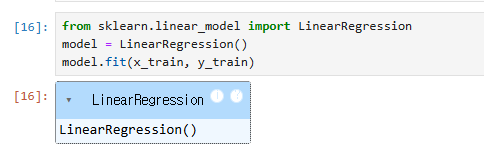 [16]: from sklearn.linear_model import LinearRegression
model = LinearRegression()
model.fit(x_train, y_train)
[16]: ▾ LinearRegression
LinearRegression()